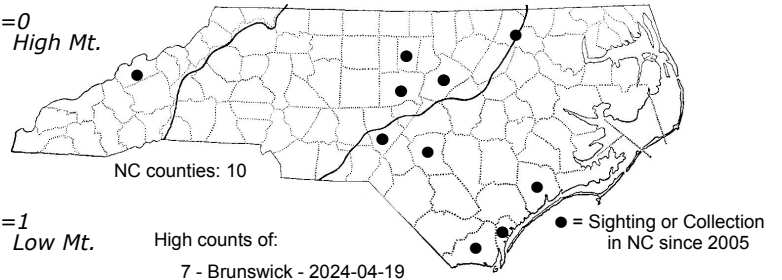 =0
High Mt.
NC counties: 10
=1
Low Mt.
High counts of:
7 - Brunswick - 2024-04-19
● = Sighting or Collection
in NC since 2005